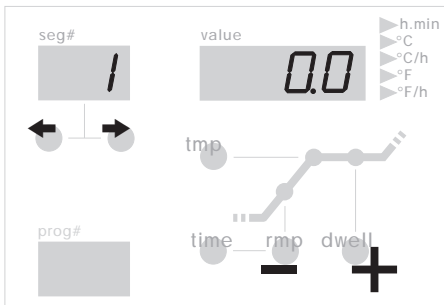 seg#
value
1
0.0
h.min
°C
°C/h
°F
°F/h
tmp
prog#
time
rmp
dwell